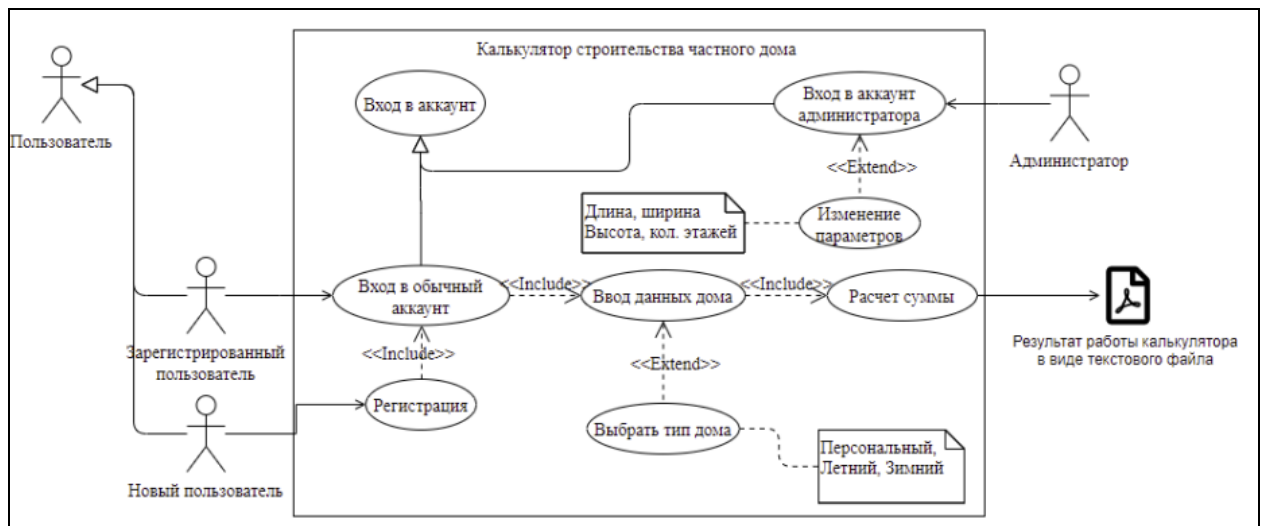 Калькулятор строительства частного дома
Пользователь
Вход в аккаунт
Вход в аккаунт
администратора
Администратор
<<Extend>>
Длина, ширина
Высота, кол. этажей
Изменение
параметров
Вход в обычный
аккаунт
<<Include>>
Ввод данных дома
<<Include>>
Расчет суммы
Результат работы калькулятора
в виде текстового файла
Зарегистрированный
пользователь
<<Include>>
<<Extend>>
Регистрация
Выбрать тип дома
Персональный,
Летний, Зимний
Новый пользователь